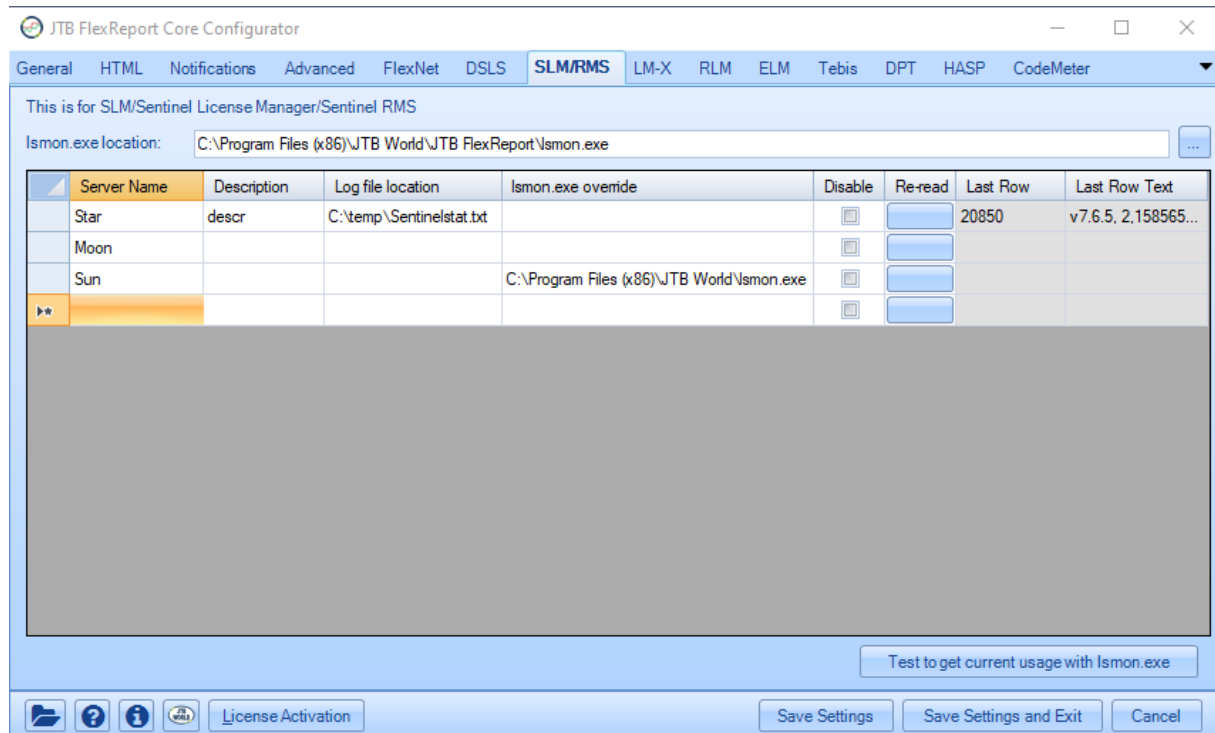 JTB FlexReport Core Configurator
General HTML Notifications Advanced FlexNet DSLS SLM/RMS LM-X RLM ELM Tebis DPT HASP CodeMeter
This is for SLM/Sentinel License Manager/Sentinel RMS
lsmon.exe location: C:\Program Files (x86)\JTB World\JTB FlexReport\lsmon.exe ...
Server Name Description Log file location lsmon.exe override Disable Re-read Last Row Last Row Text
Star descr C:\temp\Sentinelstat.txt 20850 v7.6.5, 2,158565...
Moon
Sun C:\Program Files (x86)\JTB World\lsmon.exe
Test to get current usage with lsmon.exe
License Activation Save Settings Save Settings and Exit Cancel